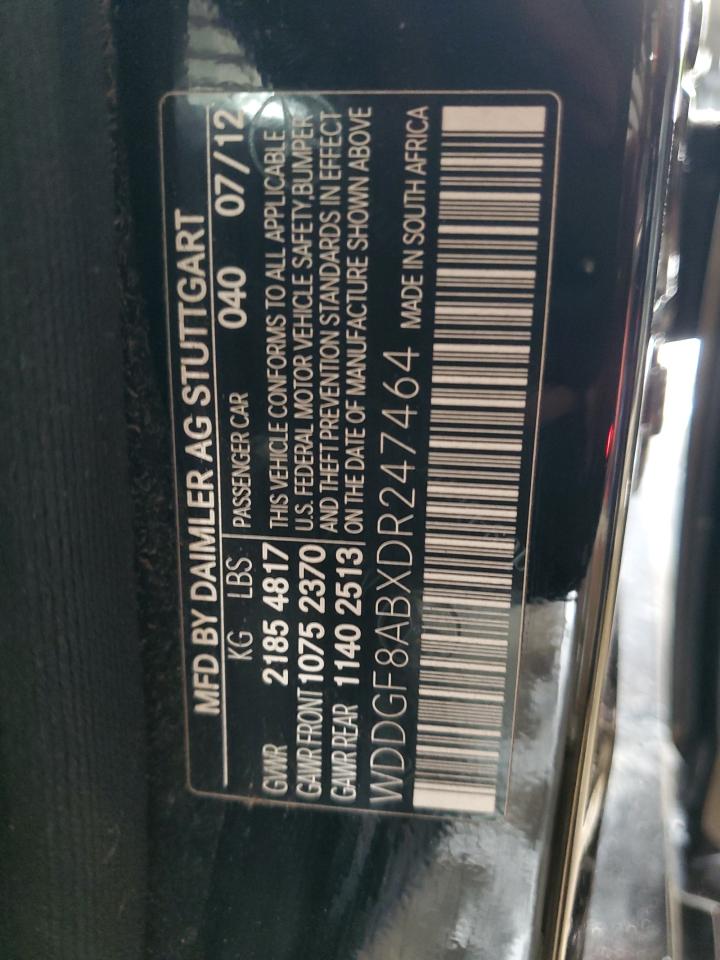 MFD BY DAIMLER AG STUTTGART
KG LBS PASSENGER CAR 040 07/12
GVWR 2185 4817 THIS VEHICLE CONFORMS TO ALL APPLICABLE
GAWR FRONT 1075 2370 U.S. FEDERAL MOTOR VEHICLE SAFETY,BUMPER
GAWR REAR 1140 2513 AND THEFT PREVENTION STANDARDS IN EFFECT
ON THE DATE OF MANUFACTURE SHOWN ABOVE
WDDGF8ABXDR247464 MADE IN SOUTH AFRICA